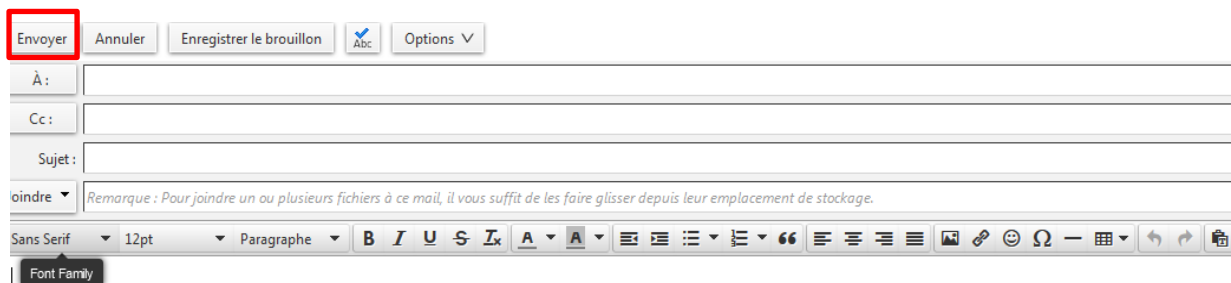 Envoyer Annuler Enregistrer le brouillon Abc Options
À :
Cc :
Sujet :
oindre Remarque : Pour joindre un ou plusieurs fichiers à ce mail, il vous suffit de les faire glisser depuis leur emplacement de stockage.
Sans Serif 12pt Paragraphe B I U S Ix A A “ Ω
Font Family